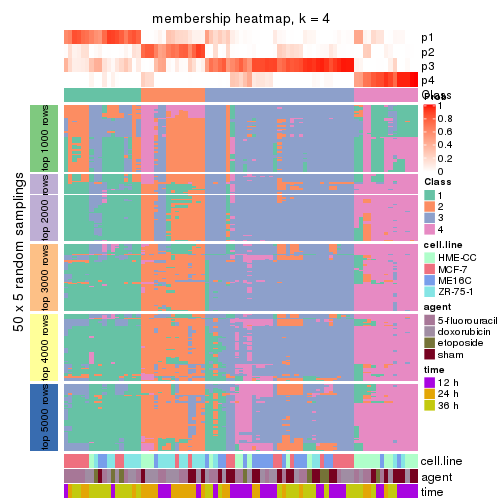 membership heatmap, k = 4
p1
p2
p3
p4
Class
Prob
1
0.8
0.6
0.4
0.2
0
Class
1
2
3
4
cell.line
HME-CC
MCF-7
ME16C
ZR-75-1
agent
5-fluorouracil
doxorubicin
etoposide
sham
time
12 h
24 h
36 h
50 x 5 random samplings
top 1000 rows
top 2000 rows
top 3000 rows
top 4000 rows
top 5000 rows
cell.line
agent
time